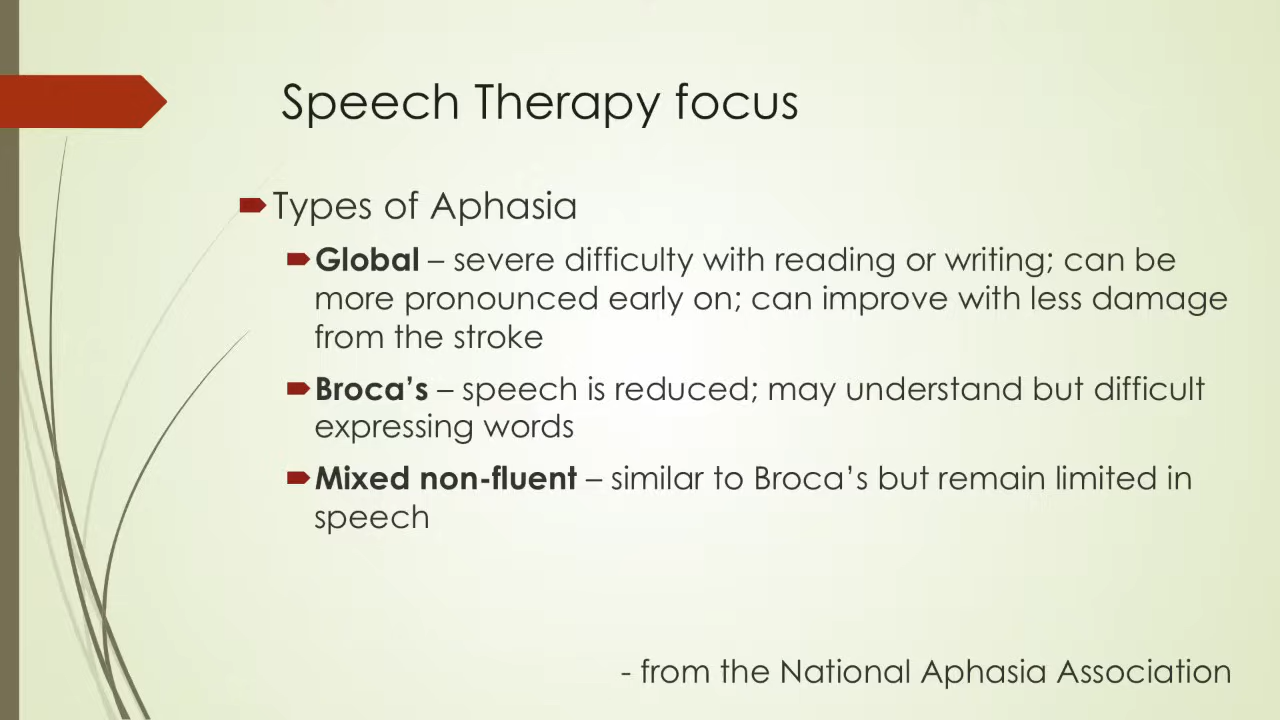 Speech Therapy focus
Types of Aphasia
Global – severe difficulty with reading or writing; can be
more pronounced early on; can improve with less damage
from the stroke
Broca’s – speech is reduced; may understand but difficult
expressing words
Mixed non-fluent – similar to Broca’s but remain limited in
speech
- from the National Aphasia Association